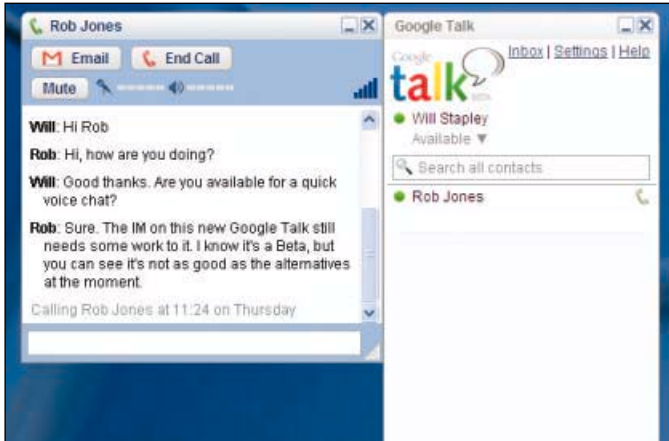 Rob Jones
Email End Call
Mute
Will: Hi Rob
Rob: Hi, how are you doing?
Will: Good thanks. Are you available for a quick
voice chat?
Rob: Sure. The IM on this new Google Talk still
needs some work to it. I know it's a Beta, but
you can see it's not as good as the alternatives
at the moment.
Calling Rob Jones at 11:24 on Thursday
Google Talk
Inbox | Settings | Help
Google
talk
BETA
Will Stapley
Available
Search all contacts
Rob Jones